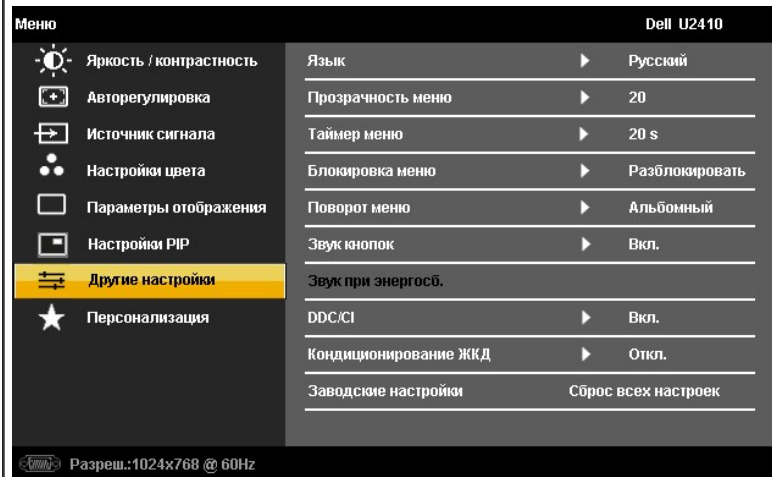 Меню Dell U2410
Яркость / контрастность
Авторегулировка
Источник сигнала
Настройки цвета
Параметры отображения
Настройки PIP
Другие настройки
Персонализация
Язык Русский
Прозрачность меню 20
Таймер меню 20 s
Блокировка меню Разблокировать
Поворот меню Альбомный
Звук кнопок Вкл.
Звук при энергосб.
DDC/CI Вкл.
Кондиционирование ЖКД Откл.
Заводские настройки Сброс всех настроек
Разреш.:1024x768 @ 60Hz